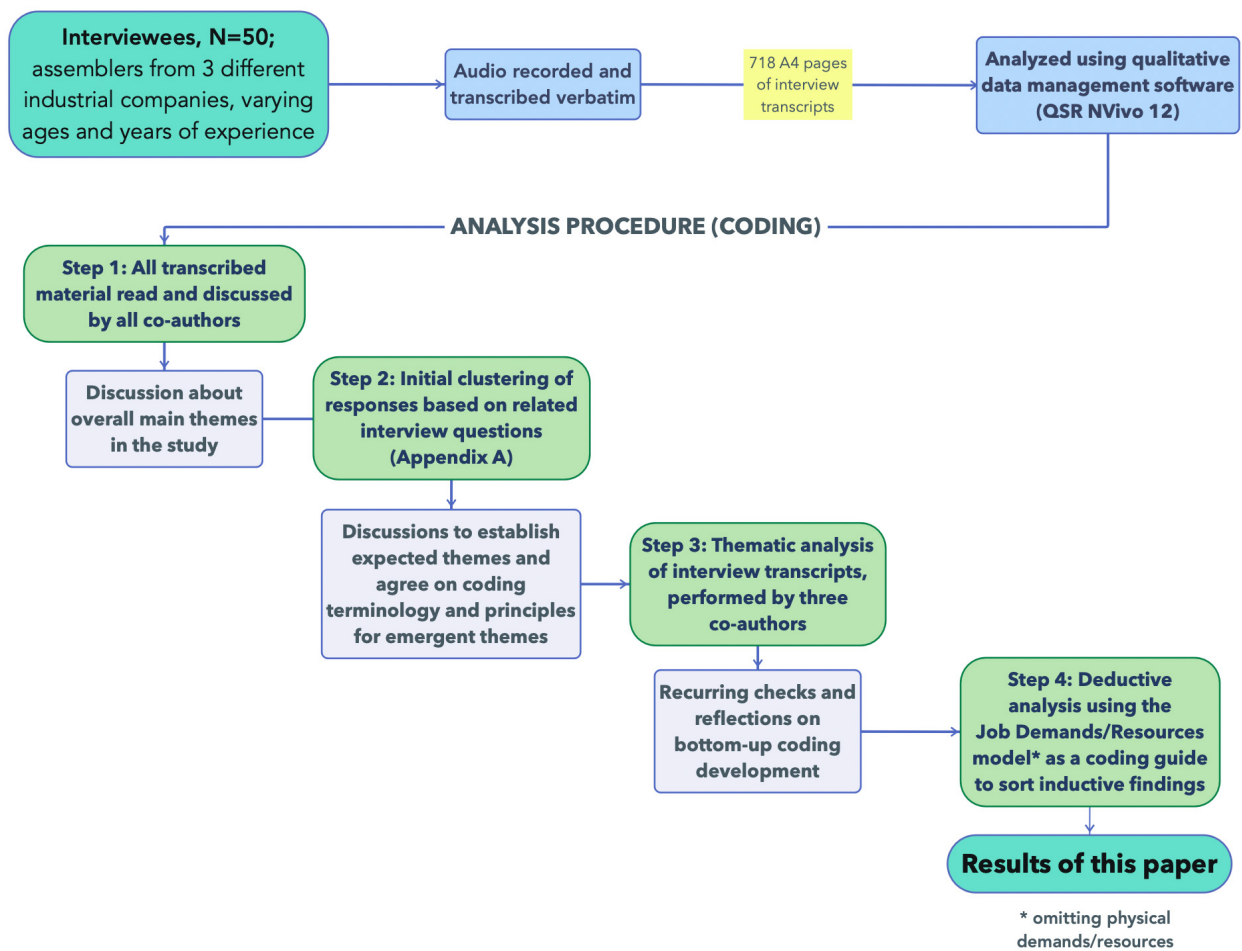 Interviewees, N=50;
assemblers from 3 different
industrial companies, varying
ages and years of experience
Audio recorded and
transcribed verbatim
718 A4 pages
of interview
transcripts
Analyzed using qualitative
data management software
(QSR NVivo 12)
ANALYSIS PROCEDURE (CODING)
Step 1: All transcribed
material read and discussed
by all co-authors
Discussion about
overall main themes
in the study
Step 2: Initial clustering of
responses based on related
interview questions
(Appendix A)
Discussions to establish
expected themes and
agree on coding
terminology and principles
for emergent themes
Step 3: Thematic analysis
of interview transcripts,
performed by three
co-authors
Recurring checks and
reflections on
bottom-up coding
development
Step 4: Deductive
analysis using the
Job Demands/Resources
model* as a coding guide
to sort inductive findings
Results of this paper
* omitting physical
demands/resources